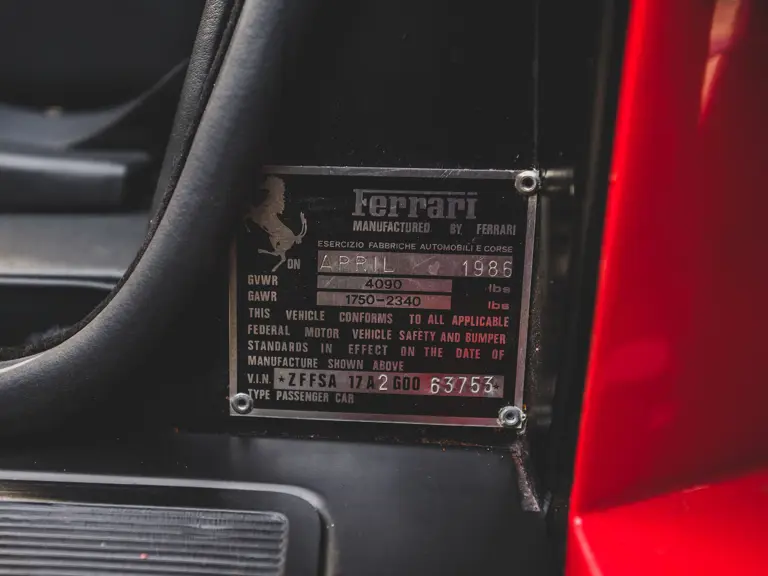 Ferrari
MANUFACTURED BY FERRARI
ESERCIZIO FABBRICHE AUTOMOBILI E CORSE
ON APRIL 1986
GVWR 4090 lbs
GAWR 1750-2340 lbs
THIS VEHICLE CONFORMS TO ALL APPLICABLE
FEDERAL MOTOR VEHICLE SAFETY AND BUMPER
STANDARDS IN EFFECT ON THE DATE OF
MANUFACTURE SHOWN ABOVE
V.I.N. *ZFFSA 17A2G00 63753*
TYPE PASSENGER CAR